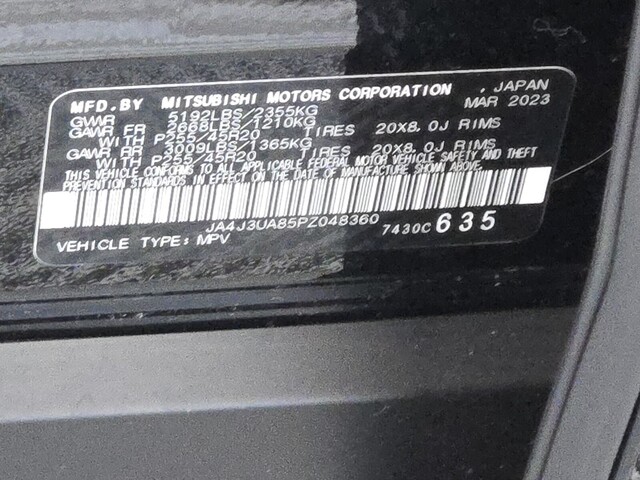 MFD.BY MITSUBISHI MOTORS CORPORATION , JAPAN
GVWR 5192LBS/2355KG MAR 2023
GAWR FR 2668LBS/1210KG
WITH P255/45R20 TIRES 20X8.0J RIMS
GAWR RR 3009LBS/1365KG
WITH P255/45R20 TIRES 20X8.0J RIMS
THIS VEHICLE CONFORMS TO ALL APPLICABLE FEDERAL MOTOR VEHICLE SAFETY AND THEFT
PREVENTION STANDARDS IN EFFECT ON THE DATE OF MANUFACTURE SHOWN ABOVE.
JA4J3UA85PZ048360 7430C 635
VEHICLE TYPE: MPV